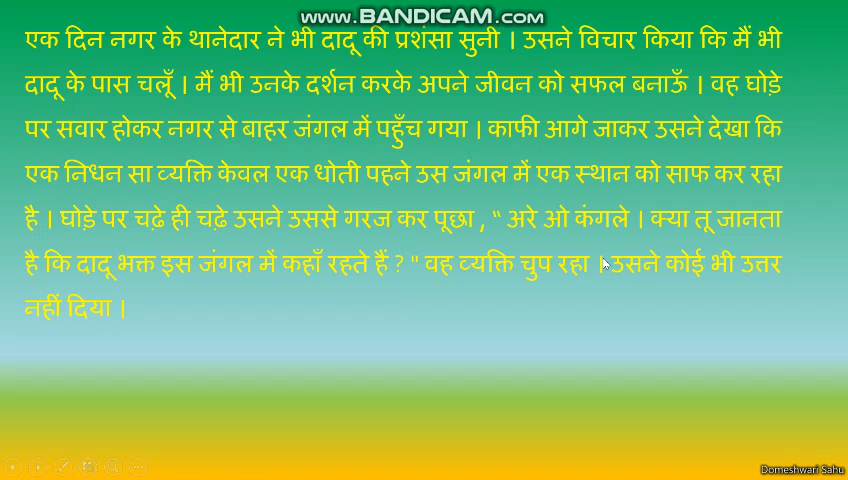 www.BANDICAM.com
एक दिन नगर के थानेदार ने भी दादू की प्रशंसा सुनी । उसने विचार किया कि मैं भी
दादू के पास चलूँ । मैं भी उनके दर्शन करके अपने जीवन को सफल बनाऊँ । वह घोड़े
पर सवार होकर नगर से बाहर जंगल में पहुँच गया । काफी आगे जाकर उसने देखा कि
एक निधन सा व्यक्ति केवल एक धोती पहने उस जंगल में एक स्थान को साफ कर रहा
है । घोड़े पर चढ़े ही चढ़े उसने उससे गरज कर पूछा , “ अरे ओ कंगले । क्या तू जानता
है कि दादू भक्त इस जंगल में कहाँ रहते हैं ? " वह व्यक्ति चुप रहा । उसने कोई भी उत्तर
नहीं दिया ।
Domeshwari Sahu